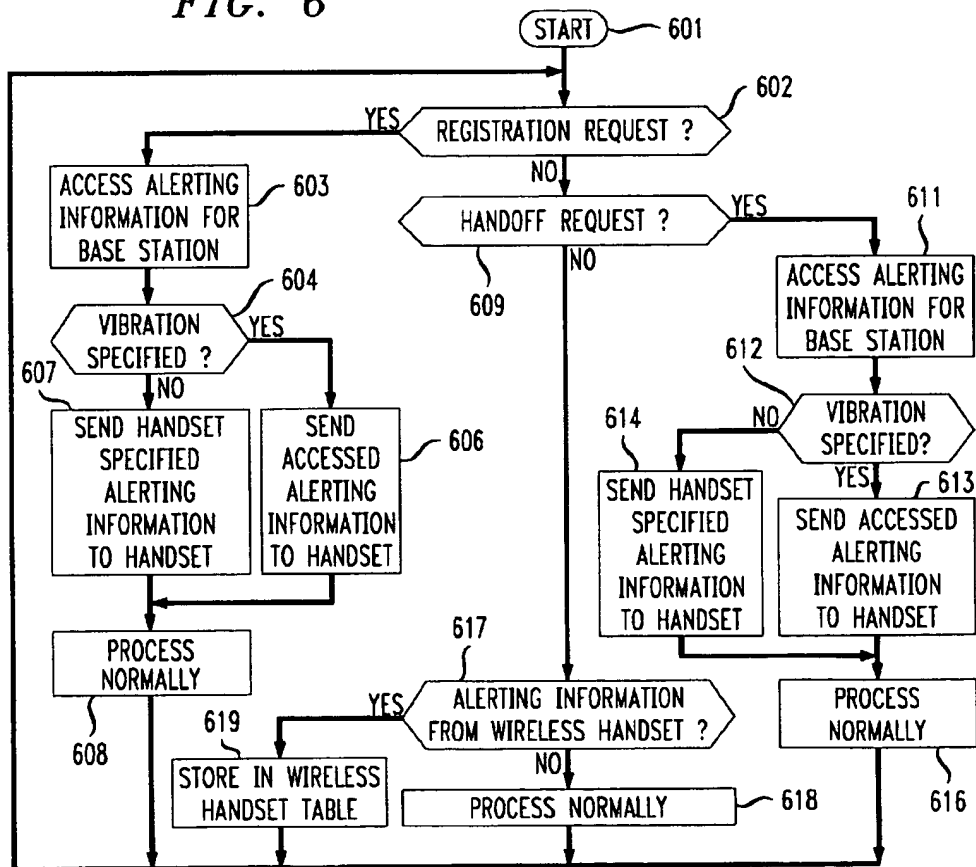 FIG. 6
START
601
602
YES
REGISTRATION REQUEST ?
NO
ACCESS ALERTING
INFORMATION FOR
BASE STATION
603
HANDOFF REQUEST ?
YES
609
NO
611
ACCESS ALERTING
INFORMATION FOR
BASE STATION
604
VIBRATION
SPECIFIED ?
YES
NO
607
SEND HANDSET
SPECIFIED
ALERTING
INFORMATION
TO HANDSET
SEND
ACCESSED
ALERTING
INFORMATION
TO HANDSET
606
612
VIBRATION
SPECIFIED?
NO
YES
614
SEND HANDSET
SPECIFIED
ALERTING
INFORMATION
TO HANDSET
613
SEND ACCESSED
ALERTING
INFORMATION
TO HANDSET
PROCESS
NORMALLY
608
617
YES
ALERTING INFORMATION
FROM WIRELESS HANDSET ?
NO
619
STORE IN WIRELESS
HANDSET TABLE
PROCESS NORMALLY
618
PROCESS
NORMALLY
616